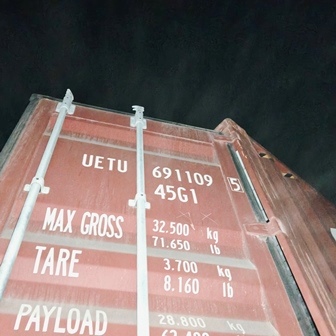 UETU 691109 5
45G1
MAX GROSS 32.500 kg
71.650 lb
TARE 3.700 kg
8.160 lb
PAYLOAD 28.800 kg